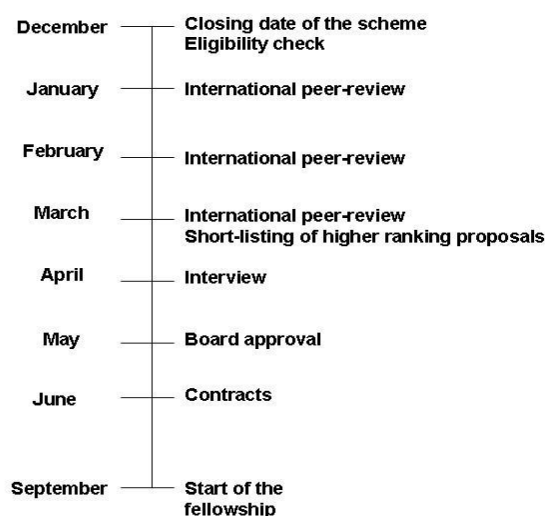 December
Closing date of the scheme
Eligibility check
January
International peer-review
February
International peer-review
March
International peer-review
Short-listing of higher ranking proposals
April
Interview
May
Board approval
June
Contracts
September
Start of the
fellowship